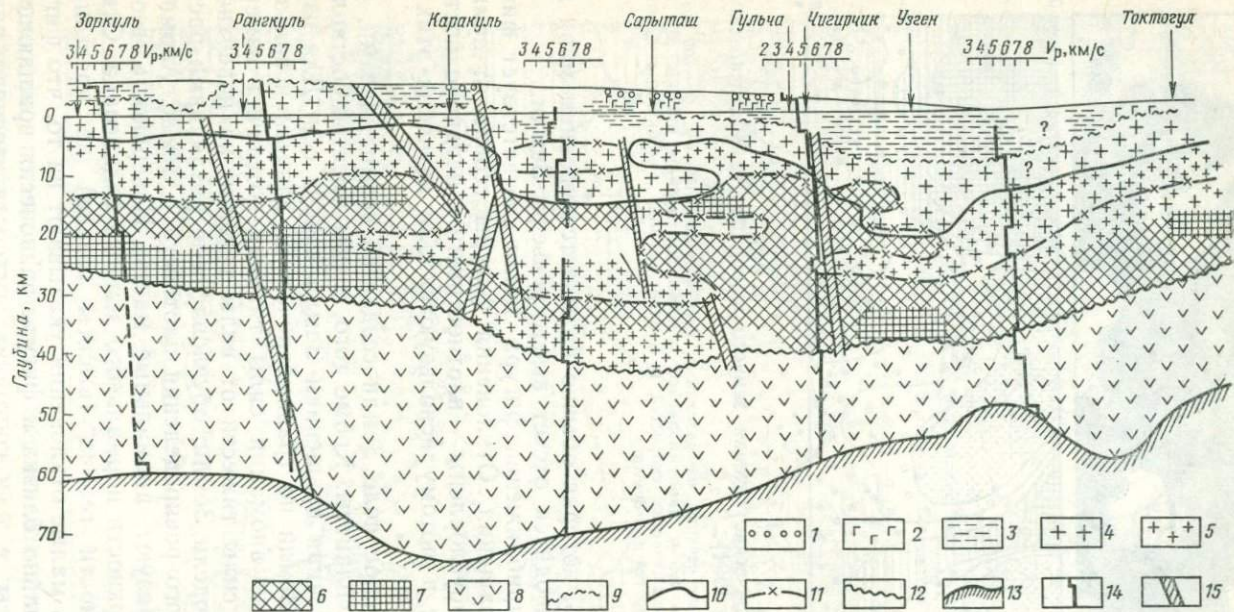 Зоркуль Рангкуль Каракуль Сарыташ Гульча Чигирчик Узген Токтогул
3 4 5 6 7 8 Vp, км/с 3 4 5 6 7 8 3 4 5 6 7 8 2 3 4 5 6 7 8 3 4 5 6 7 8 Vp, км/с
Глубина, км
0
10
20
30
40
50
60
70
? ?
1 2 3 4 5
6 7 8 9 10 11 12 13 14 15